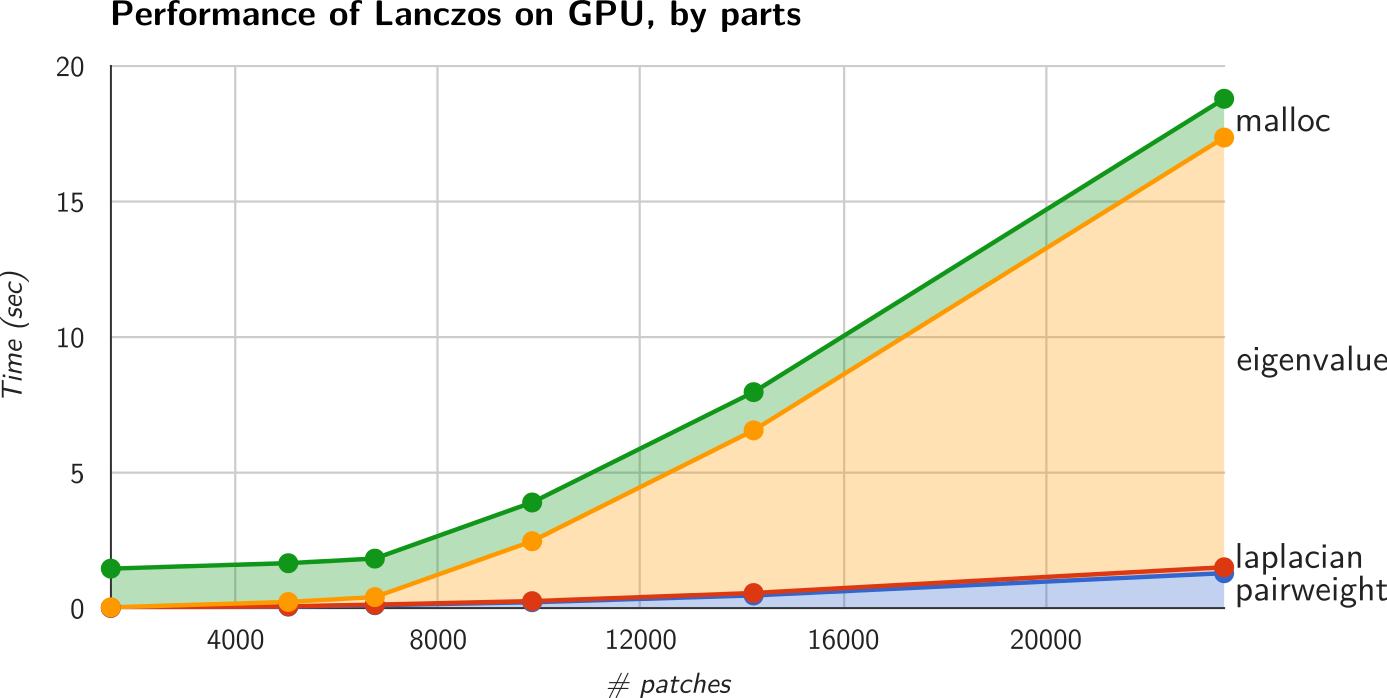 Performance of Lanczos on GPU, by parts
20
15
10
5
0
Time (sec)
malloc
eigenvalue
laplacian
pairweight
4000 8000 12000 16000 20000
# patches